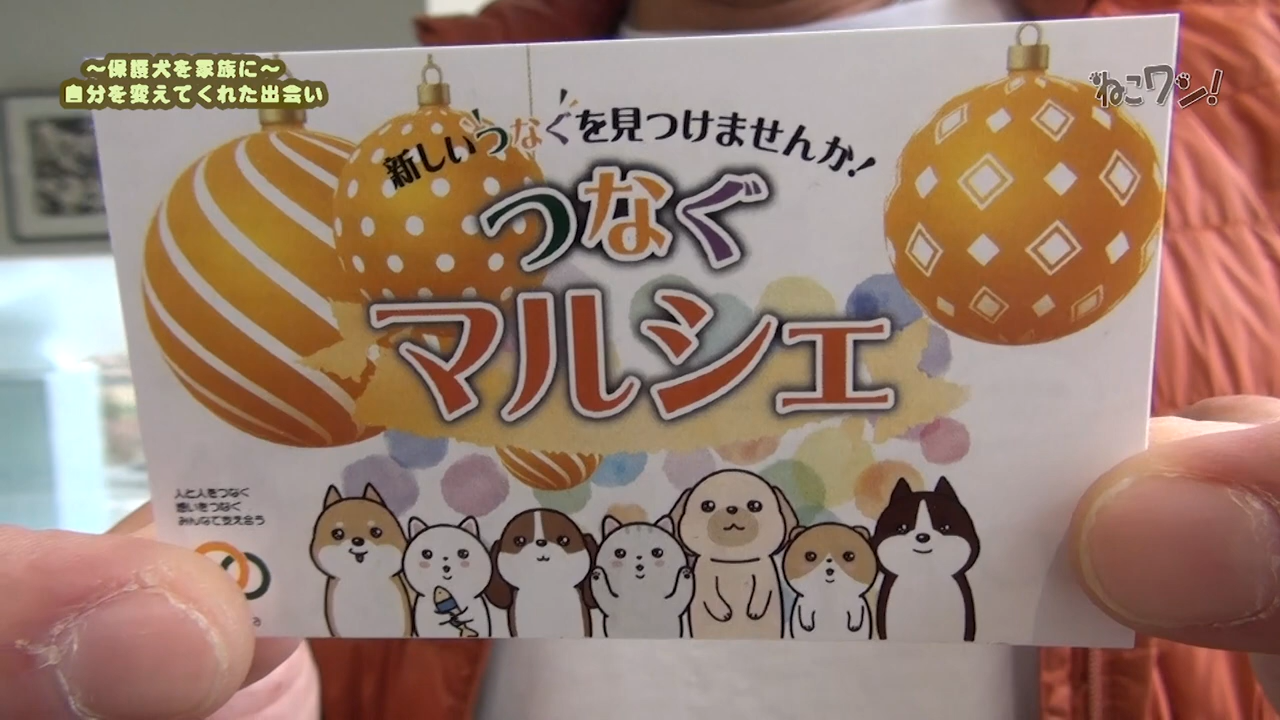 ～保護犬を家族に～
自分を変えてくれた出会い
ねこワン！
新しいつなぐを見つけませんか！
つなぐ
マルシェ
人と人をつなぐ
想いをつなぐ
みんなで支え合う